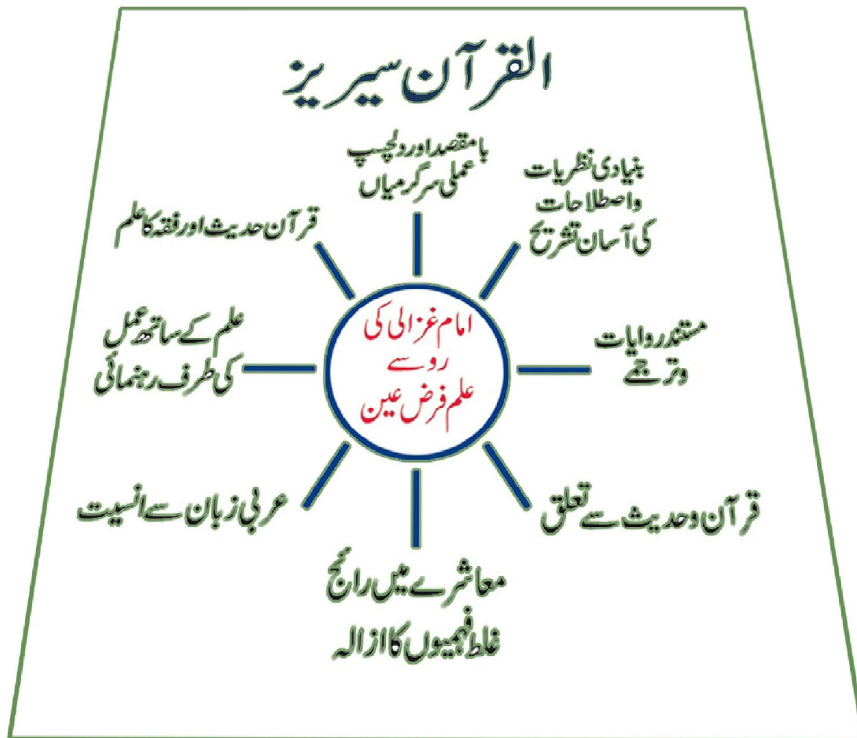 القرآن سیریز
بامقصد اور دلچسپ
عملی سرگرمیاں
بنیادی نظریات
واصطلاحات
کی آسان تشریح
قرآن حدیث اور فقہ کا علم
امام غزالی کی
رو سے
علم فرض عین
مستند روایات
وترجمے
علم کے ساتھ عمل
کی طرف رہنمائی
قرآن وحدیث سے تعلق
عربی زبان سے انسیت
معاشرے میں رائج
غلط فہمیوں کا ازالہ